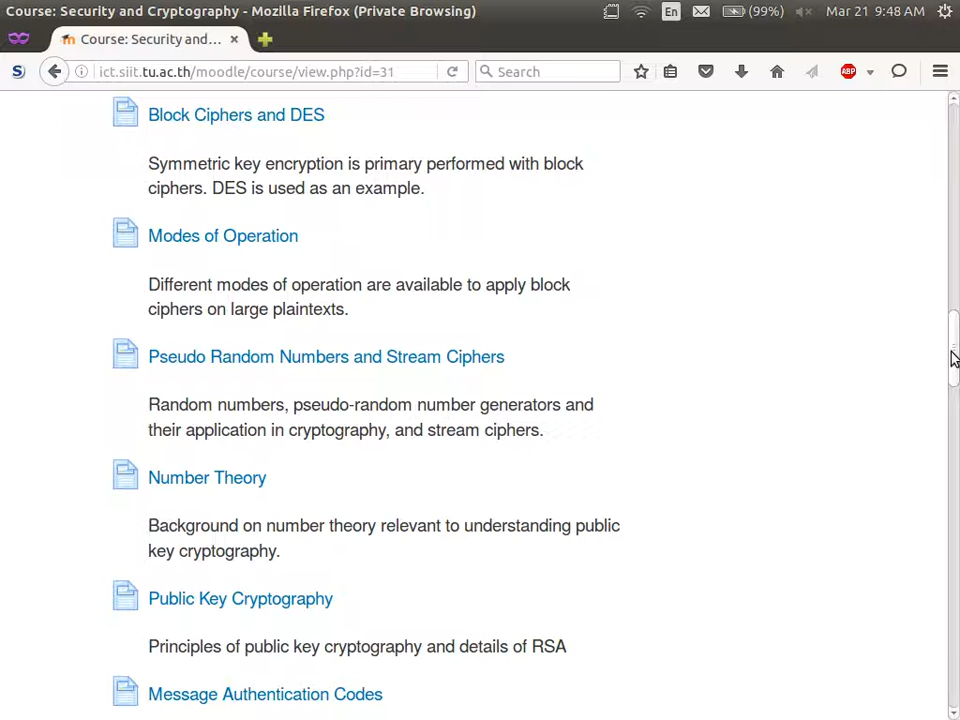 Course: Security and Cryptography - Mozilla Firefox (Private Browsing)
En
(99%)
Mar 21 9:48 AM
Course: Security and...
S
ict.siit.tu.ac.th/moodle/course/view.php?id=31
Search
ABP
Block Ciphers and DES
Symmetric key encryption is primary performed with block
ciphers. DES is used as an example.
Modes of Operation
Different modes of operation are available to apply block
ciphers on large plaintexts.
Pseudo Random Numbers and Stream Ciphers
Random numbers, pseudo-random number generators and
their application in cryptography, and stream ciphers.
Number Theory
Background on number theory relevant to understanding public
key cryptography.
Public Key Cryptography
Principles of public key cryptography and details of RSA
Message Authentication Codes